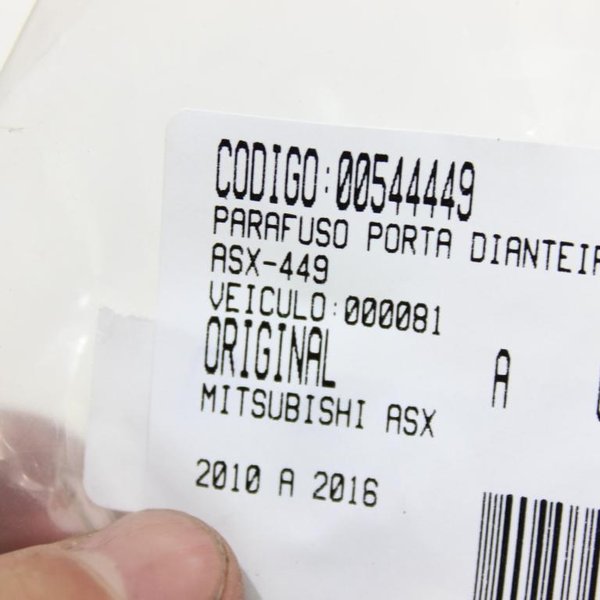 CODIGO:00544449
PARAFUSO PORTA DIANTEIR
ASX-449
VEICULO:000081
ORIGINAL A
MITSUBISHI ASX
2010 A 2016